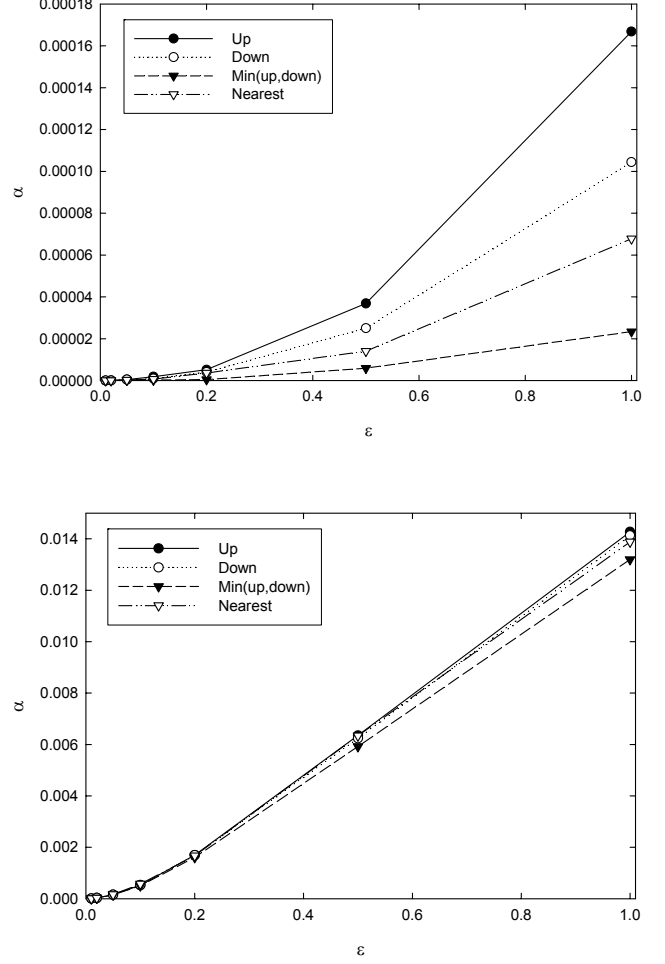 0.00018
0.00016
0.00014
0.00012
0.00010
0.00008
0.00006
0.00004
0.00002
0.00000
α
Up
Down
Min(up,down)
Nearest
0.0 0.2 0.4 0.6 0.8 1.0
ε
0.014
0.012
0.010
0.008
0.006
0.004
0.002
0.000
α
Up
Down
Min(up,down)
Nearest
0.0 0.2 0.4 0.6 0.8 1.0
ε